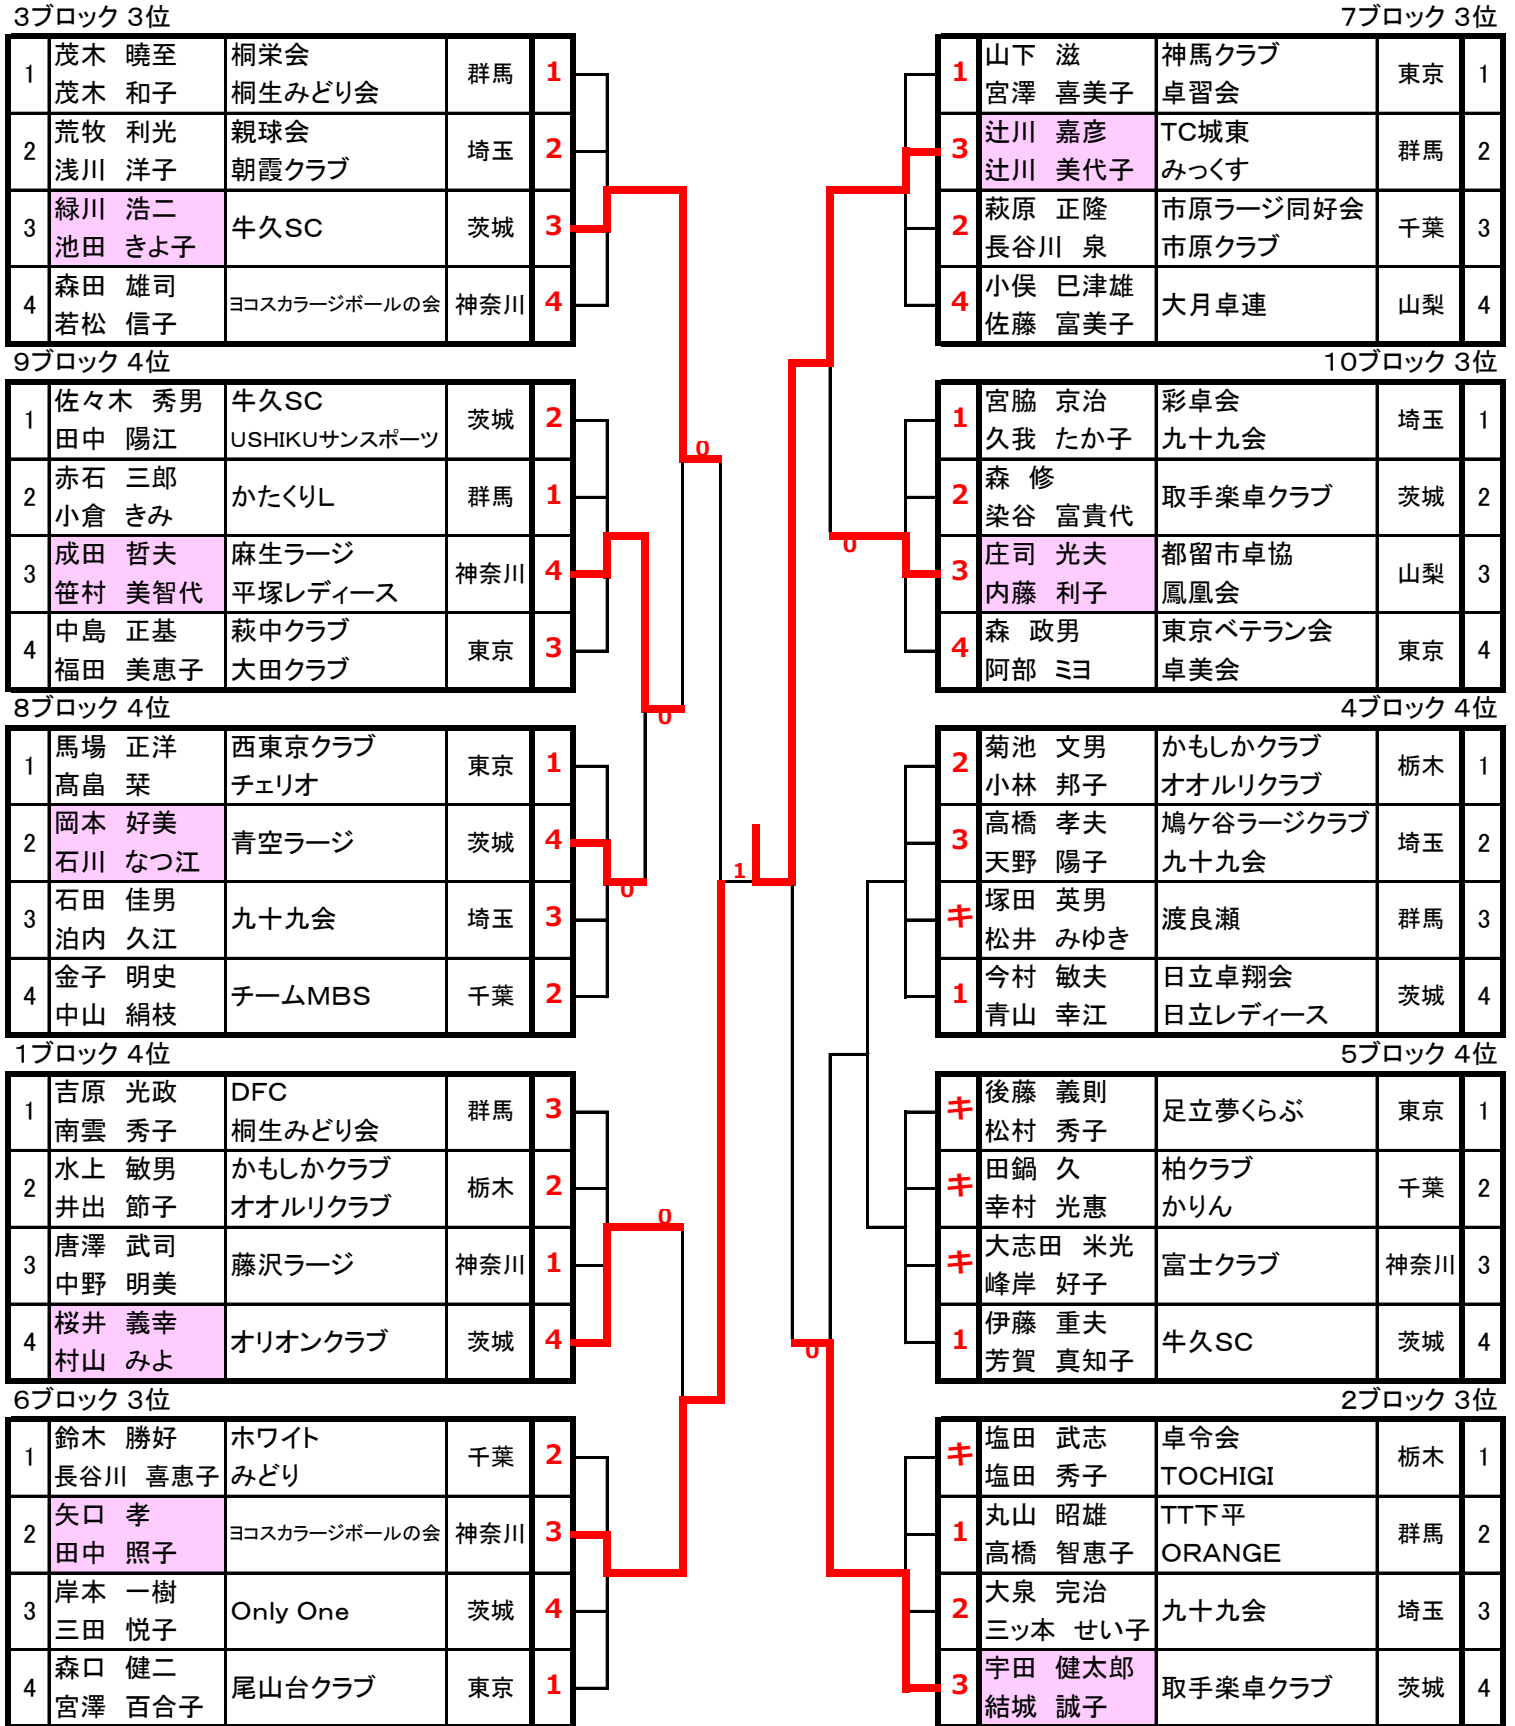 3ブロック 3位
1 茂木 曉至 桐栄会 群馬 1
茂木 和子 桐生みどり会
2 荒牧 利光 親球会 埼玉 2
浅川 洋子 朝霞クラブ
3 緑川 浩二 牛久SC 茨城 3
池田 きよ子
4 森田 雄司 ヨコスカラージボールの会 神奈川 4
若松 信子
9ブロック 4位
1 佐々木 秀男 牛久SC 茨城 2
田中 陽江 USHIKUサンスポーツ
2 赤石 三郎 かたくりL 群馬 1
小倉 きみ
3 成田 哲夫 麻生ラージ 神奈川 4
笹村 美智代 平塚レディース
4 中島 正基 萩中クラブ 東京 3
福田 美恵子 大田クラブ
8ブロック 4位
1 馬場 正洋 西東京クラブ 東京 1
髙畠 栞 チェリオ
2 岡本 好美 青空ラージ 茨城 4
石川 なつ江
3 石田 佳男 九十九会 埼玉 3
泊内 久江
4 金子 明史 チームMBS 千葉 2
中山 絹枝
1ブロック 4位
1 吉原 光政 DFC 群馬 3
南雲 秀子 桐生みどり会
2 水上 敏男 かもしかクラブ 栃木 2
井出 節子 オオルリクラブ
3 唐澤 武司 藤沢ラージ 神奈川 1
中野 明美
4 桜井 義幸 オリオンクラブ 茨城 4
村山 みよ
6ブロック 3位
1 鈴木 勝好 ホワイト 千葉 2
長谷川 喜恵子 みどり
2 矢口 孝 ヨコスカラージボールの会 神奈川 3
田中 照子
3 岸本 一樹 Only One 茨城 4
三田 悦子
4 森口 健二 尾山台クラブ 東京 1
宮澤 百合子
0
0
0
0
1
0
0
7ブロック 3位
1 山下 滋 神馬クラブ 東京 1
宮澤 喜美子 卓習会
3 辻川 嘉彦 TC城東 群馬 2
辻川 美代子 みっくす
2 萩原 正隆 市原ラージ同好会 千葉 3
長谷川 泉 市原クラブ
4 小俣 巳津雄 大月卓連 山梨 4
佐藤 富美子
10ブロック 3位
1 宮脇 京治 彩卓会 埼玉 1
久我 たか子 九十九会
2 森 修 取手楽卓クラブ 茨城 2
染谷 富貴代
3 庄司 光夫 都留市卓協 山梨 3
内藤 利子 鳳凰会
4 森 政男 東京ベテラン会 東京 4
阿部 ミヨ 卓美会
4ブロック 4位
2 菊池 文男 かもしかクラブ 栃木 1
小林 邦子 オオルリクラブ
3 高橋 孝夫 鳩ケ谷ラージクラブ 埼玉 2
天野 陽子 九十九会
キ 塚田 英男 渡良瀬 群馬 3
松井 みゆき
1 今村 敏夫 日立卓翔会 茨城 4
青山 幸江 日立レディース
5ブロック 4位
キ 後藤 義則 足立夢くらぶ 東京 1
松村 秀子
キ 田鍋 久 柏クラブ 千葉 2
幸村 光惠 かりん
キ 大志田 米光 富士クラブ 神奈川 3
峰岸 好子
1 伊藤 重夫 牛久SC 茨城 4
芳賀 真知子
2ブロック 3位
キ 塩田 武志 卓令会 栃木 1
塩田 秀子 TOCHIGI
1 丸山 昭雄 TT下平 群馬 2
高橋 智恵子 ORANGE
2 大泉 完治 九十九会 埼玉 3
三ッ本 せい子
3 宇田 健太郎 取手楽卓クラブ 茨城 4
結城 誠子